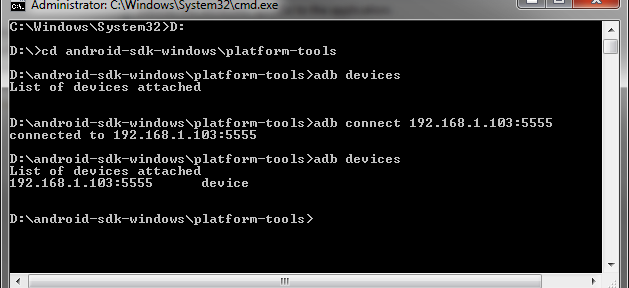 Administrator: C:\Windows\System32\cmd.exe
C:\Windows\System32>D:
D:\>cd android-sdk-windows\platform-tools
D:\android-sdk-windows\platform-tools>adb devices
List of devices attached
D:\android-sdk-windows\platform-tools>adb connect 192.168.1.103:5555
connected to 192.168.1.103:5555
D:\android-sdk-windows\platform-tools>adb devices
List of devices attached
192.168.1.103:5555 device
D:\android-sdk-windows\platform-tools>